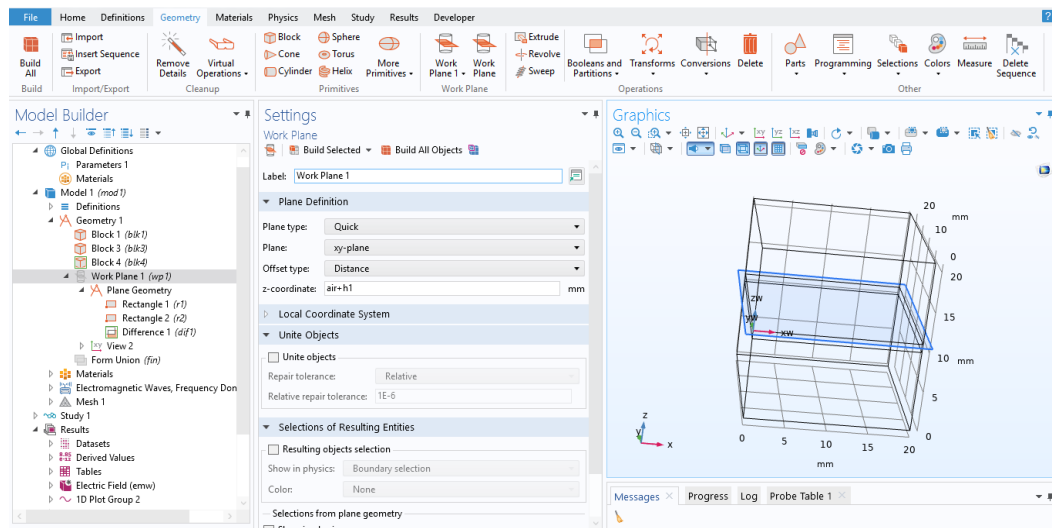 File Home Definitions Geometry Materials Physics Mesh Study Results Developer ?
Build All
Build
Import
Insert Sequence
Export
Import/Export
Remove Details
Virtual Operations
Cleanup
Block
Sphere
Cone
Torus
Cylinder
Helix
More Primitives
Primitives
Work Plane 1
Work Plane
Work Plane
Extrude
Revolve
Sweep
Booleans and Partitions
Transforms
Conversions
Delete
Operations
Parts
Programming
Selections
Colors
Measure
Delete Sequence
Other
Model Builder
Global Definitions
Pi Parameters 1
Materials
Model 1 (mod1)
Definitions
Geometry 1
Block 1 (blk1)
Block 3 (blk3)
Block 4 (blk4)
Work Plane 1 (wp1)
Plane Geometry
Rectangle 1 (r1)
Rectangle 2 (r2)
Difference 1 (dif1)
xy View 2
Form Union (fin)
Materials
Electromagnetic Waves, Frequency Don
Mesh 1
Study 1
Results
Datasets
8.85 e-12 Derived Values
Tables
Electric Field (emw)
1D Plot Group 2
Settings
Work Plane
Build Selected
Build All Objects
Label: Work Plane 1
Plane Definition
Plane type: Quick
Plane: xy-plane
Offset type: Distance
z-coordinate: air+h1 mm
Local Coordinate System
Unite Objects
Unite objects
Repair tolerance: Relative
Relative repair tolerance: 1E-6
Selections of Resulting Entities
Resulting objects selection
Show in physics: Boundary selection
Color: None
Selections from plane geometry
Graphics
xy yz xz
20
mm
10
0
20
zw
yw
xw
15
10 mm
5
0
0 5 10 15 20
mm
z
y
x
Messages Progress Log Probe Table 1